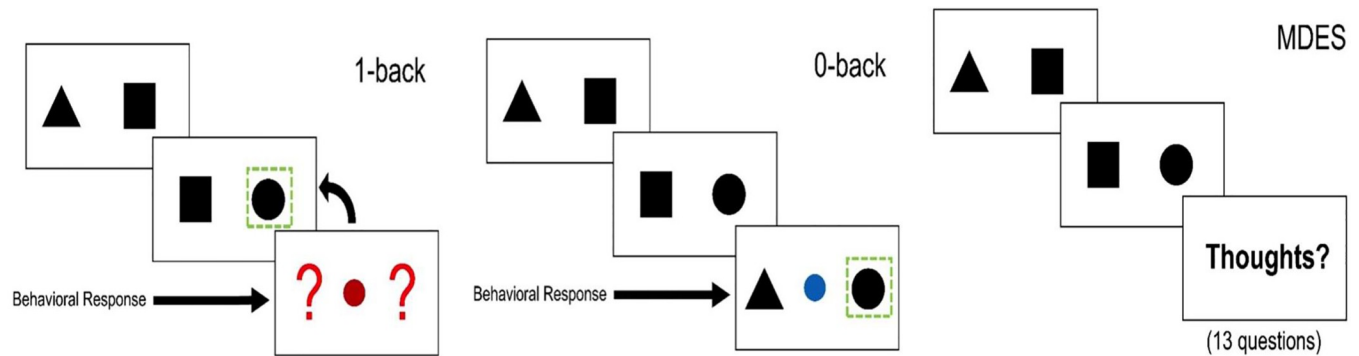 1-back
? ?
Behavioral Response
0-back
Behavioral Response
MDES
Thoughts?
(13 questions)